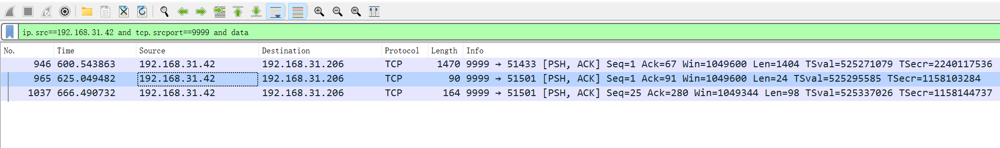 ip.src==192.168.31.42 and tcp.srcport==9999 and data
No. Time Source Destination Protocol Length Info
946 600.543863 192.168.31.42 192.168.31.206 TCP 1470 9999 → 51433 [PSH, ACK] Seq=1 Ack=67 Win=1049600 Len=1404 TSval=525271079 TSecr=2240117536
965 625.049482 192.168.31.42 192.168.31.206 TCP 90 9999 → 51501 [PSH, ACK] Seq=1 Ack=91 Win=1049600 Len=24 TSval=525295585 TSecr=1158103284
1037 666.490732 192.168.31.42 192.168.31.206 TCP 164 9999 → 51501 [PSH, ACK] Seq=25 Ack=280 Win=1049344 Len=98 TSval=525337026 TSecr=1158144737